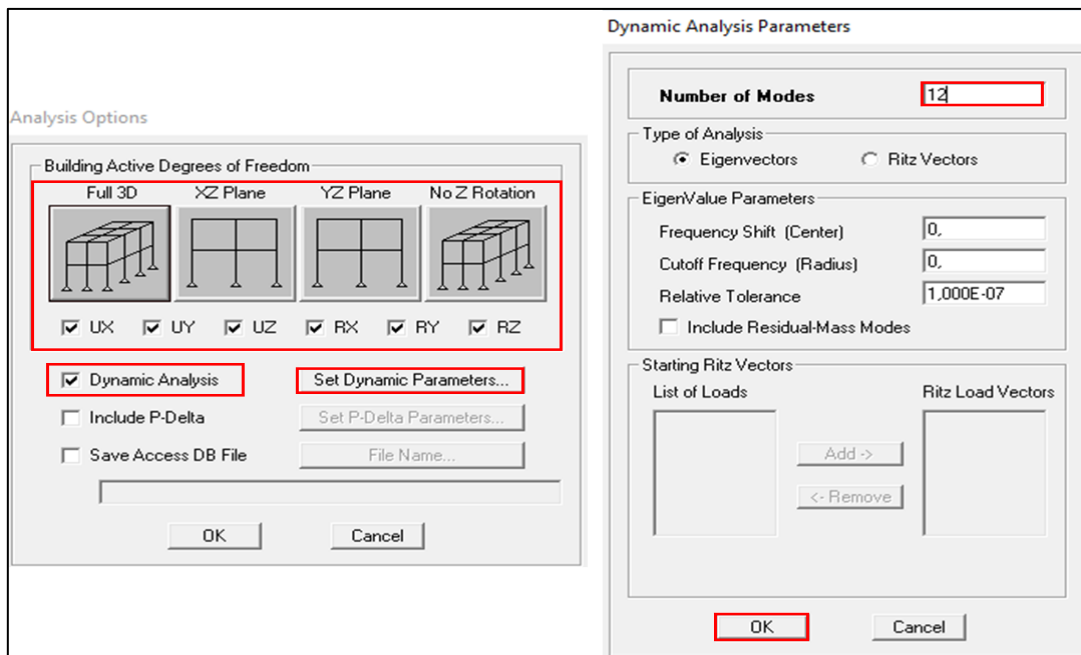 Analysis Options
Building Active Degrees of Freedom
Full 3D XZ Plane YZ Plane No Z Rotation
UX UY UZ RX RY RZ
Dynamic Analysis Set Dynamic Parameters...
Include P-Delta Set P-Delta Parameters...
Save Access DB File File Name...
OK Cancel
Dynamic Analysis Parameters
Number of Modes 12
Type of Analysis
Eigenvectors Ritz Vectors
EigenValue Parameters
Frequency Shift (Center) 0,
Cutoff Frequency (Radius) 0,
Relative Tolerance 1,000E-07
Include Residual-Mass Modes
Starting Ritz Vectors
List of Loads Ritz Load Vectors
Add ->
<- Remove
OK Cancel